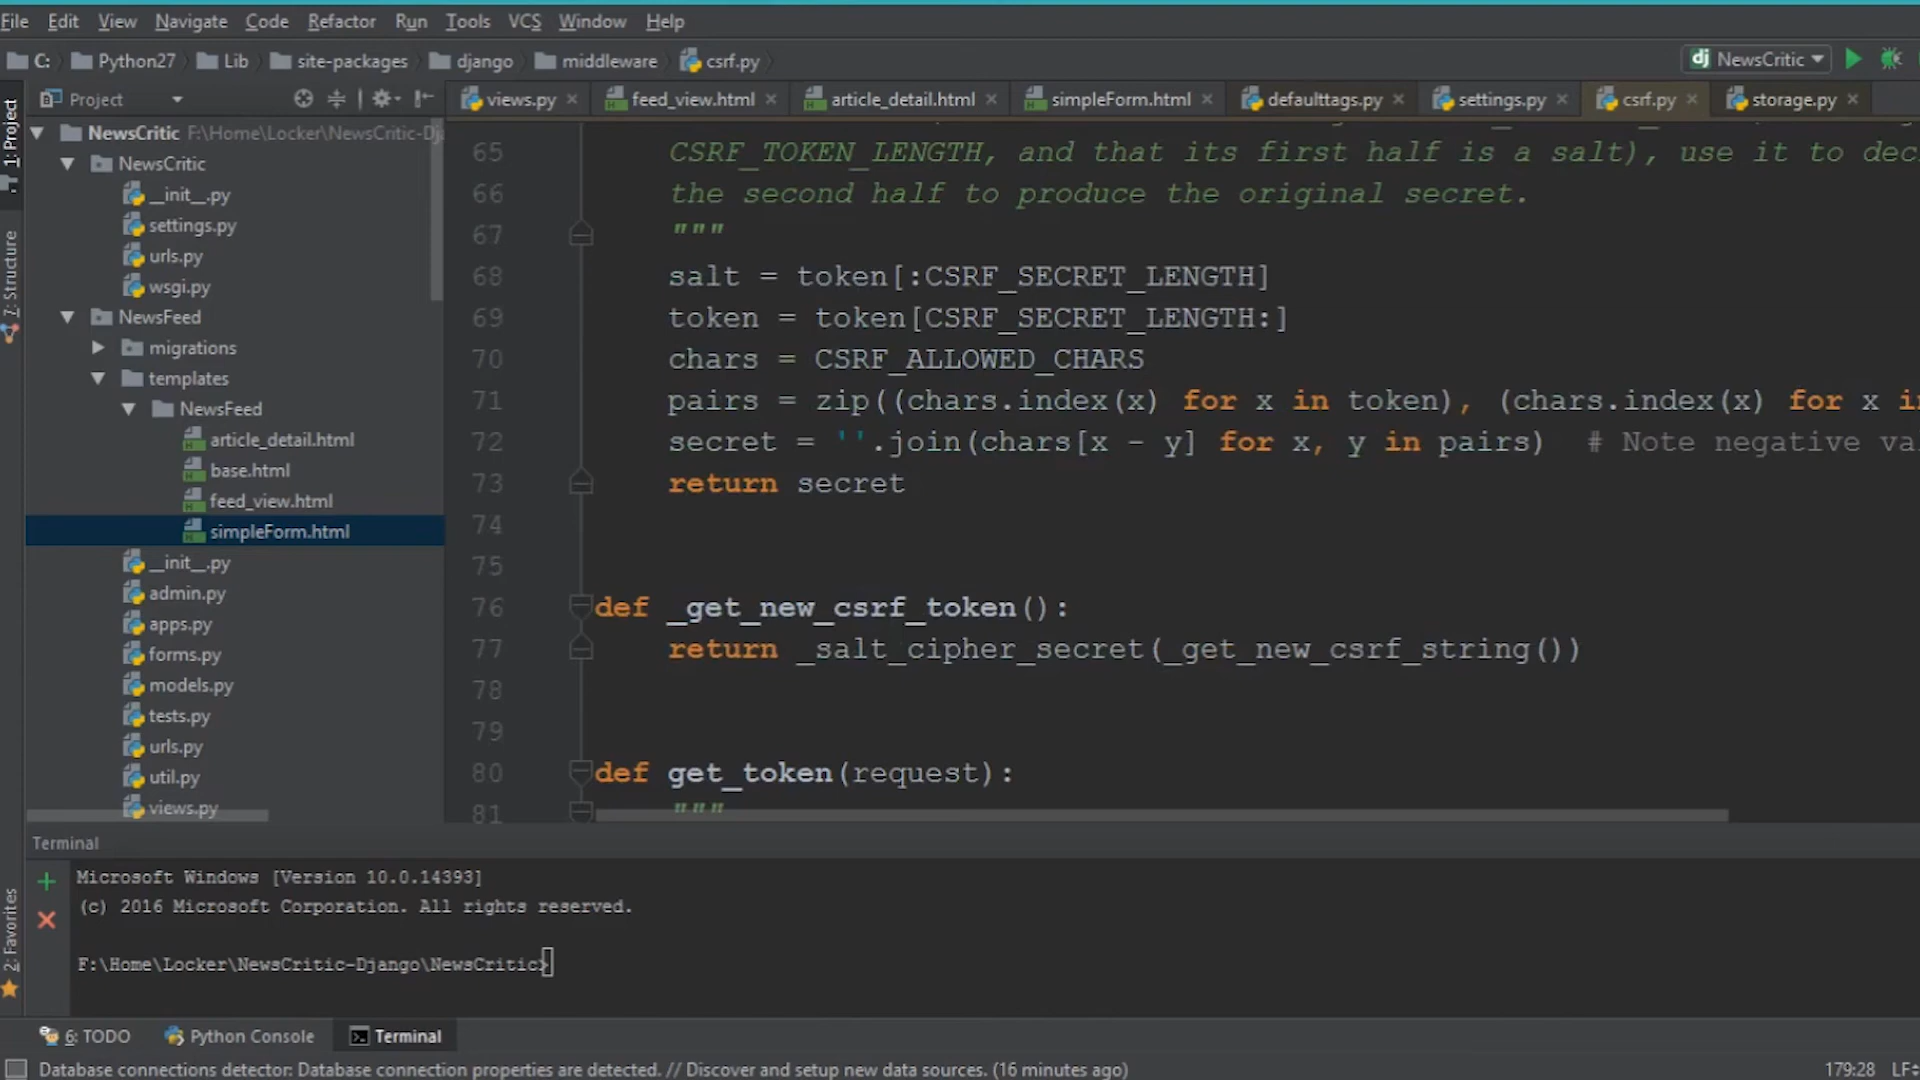 File Edit View Navigate Code Refactor Run Tools VCS Window Help
C: Python27 Lib site-packages django middleware csrf.py
NewsCritic
Project
views.py feed_view.html article_detail.html simpleForm.html defaulttags.py settings.py csrf.py storage.py
1: Project
7: Structure
2: Favorites
NewsCritic F:\Home\Locker\NewsCritic-Dj
NewsCritic
__init__.py
settings.py
urls.py
wsgi.py
NewsFeed
migrations
templates
NewsFeed
article_detail.html
base.html
feed_view.html
simpleForm.html
__init__.py
admin.py
apps.py
forms.py
models.py
tests.py
urls.py
util.py
views.py
65 CSRF_TOKEN_LENGTH, and that its first half is a salt), use it to dec
66 the second half to produce the original secret.
67 """
68 salt = token[:CSRF_SECRET_LENGTH]
69 token = token[CSRF_SECRET_LENGTH:]
70 chars = CSRF_ALLOWED_CHARS
71 pairs = zip((chars.index(x) for x in token), (chars.index(x) for x in
72 secret = ''.join(chars[x - y] for x, y in pairs)  # Note negative va
73 return secret
74
75
76 def _get_new_csrf_token():
77 return _salt_cipher_secret(_get_new_csrf_string())
78
79
80 def get_token(request):
81 """
Terminal
Microsoft Windows [Version 10.0.14393]
(c) 2016 Microsoft Corporation. All rights reserved.
F:\Home\Locker\NewsCritic-Django\NewsCritic>
6: TODO Python Console Terminal
Database connections detector: Database connection properties are detected. // Discover and setup new data sources. (16 minutes ago)
179:28 LF